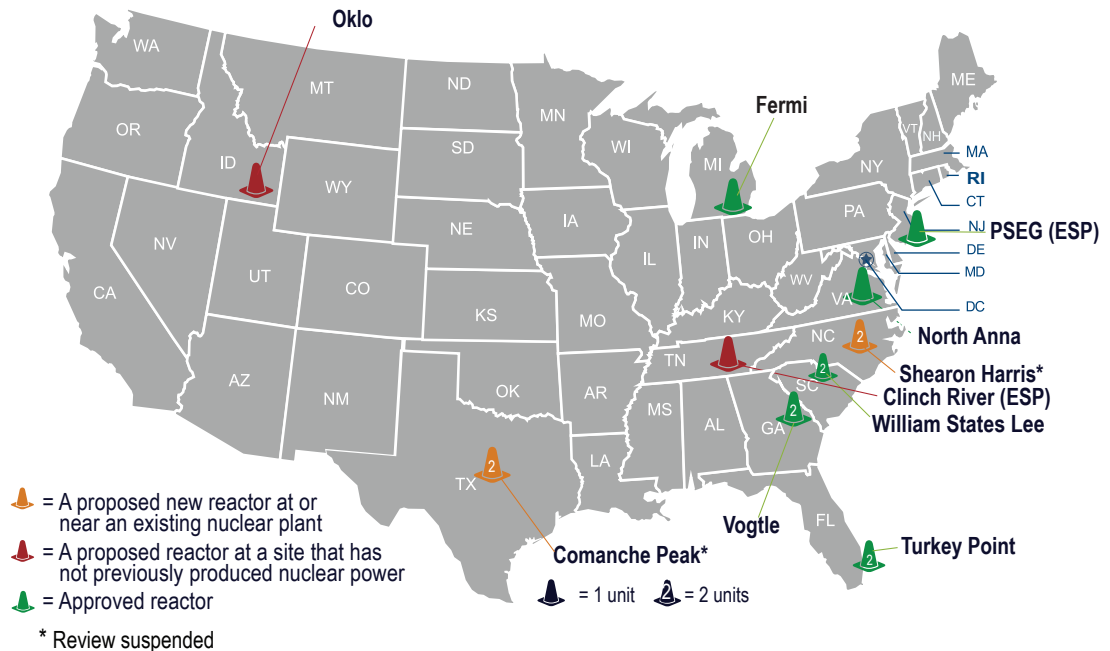 Oklo
WA
MT
ND
MN
ME
OR
ID
SD
WI
MI
Fermi
VT
NH
NY
MA
RI
CT
WY
IA
NE
PA
NJ
PSEG (ESP)
NV
UT
CO
IL
IN
OH
DE
MD
WV
VA
DC
CA
KS
MO
KY
North Anna
NC
2
TN
Shearon Harris*
AZ
NM
OK
AR
SC
2
Clinch River (ESP)
MS
AL
GA
2
William States Lee
TX
2
LA
Vogtle
FL
2
Turkey Point
Comanche Peak*
= 1 unit
2
= 2 units
= A proposed new reactor at or
near an existing nuclear plant
= A proposed reactor at a site that has
not previously produced nuclear power
= Approved reactor
* Review suspended